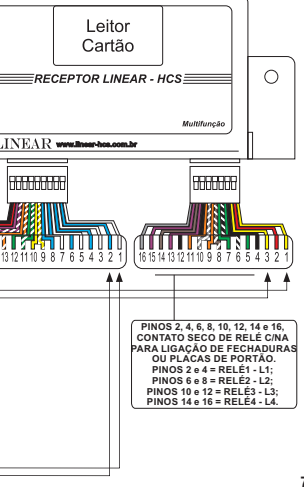 Leitor
Cartão
RECEPTOR LINEAR - HCS
Multifunção
LINEAR www.linear-hcs.com.br
13 12 11 10 9 8 7 6 5 4 3 2 1
16 15 14 13 12 11 10 9 8 7 6 5 4 3 2 1
PINOS 2, 4, 6, 8, 10, 12, 14 e 16,
CONTATO SECO DE RELÉ C/NA
PARA LIGAÇÃO DE FECHADURAS
OU PLACAS DE PORTÃO.
PINOS 2 e 4 = RELÉ1 - L1;
PINOS 6 e 8 = RELÉ2 - L2;
PINOS 10 e 12 = RELÉ3 - L3;
PINOS 14 e 16 = RELÉ4 - L4.
7